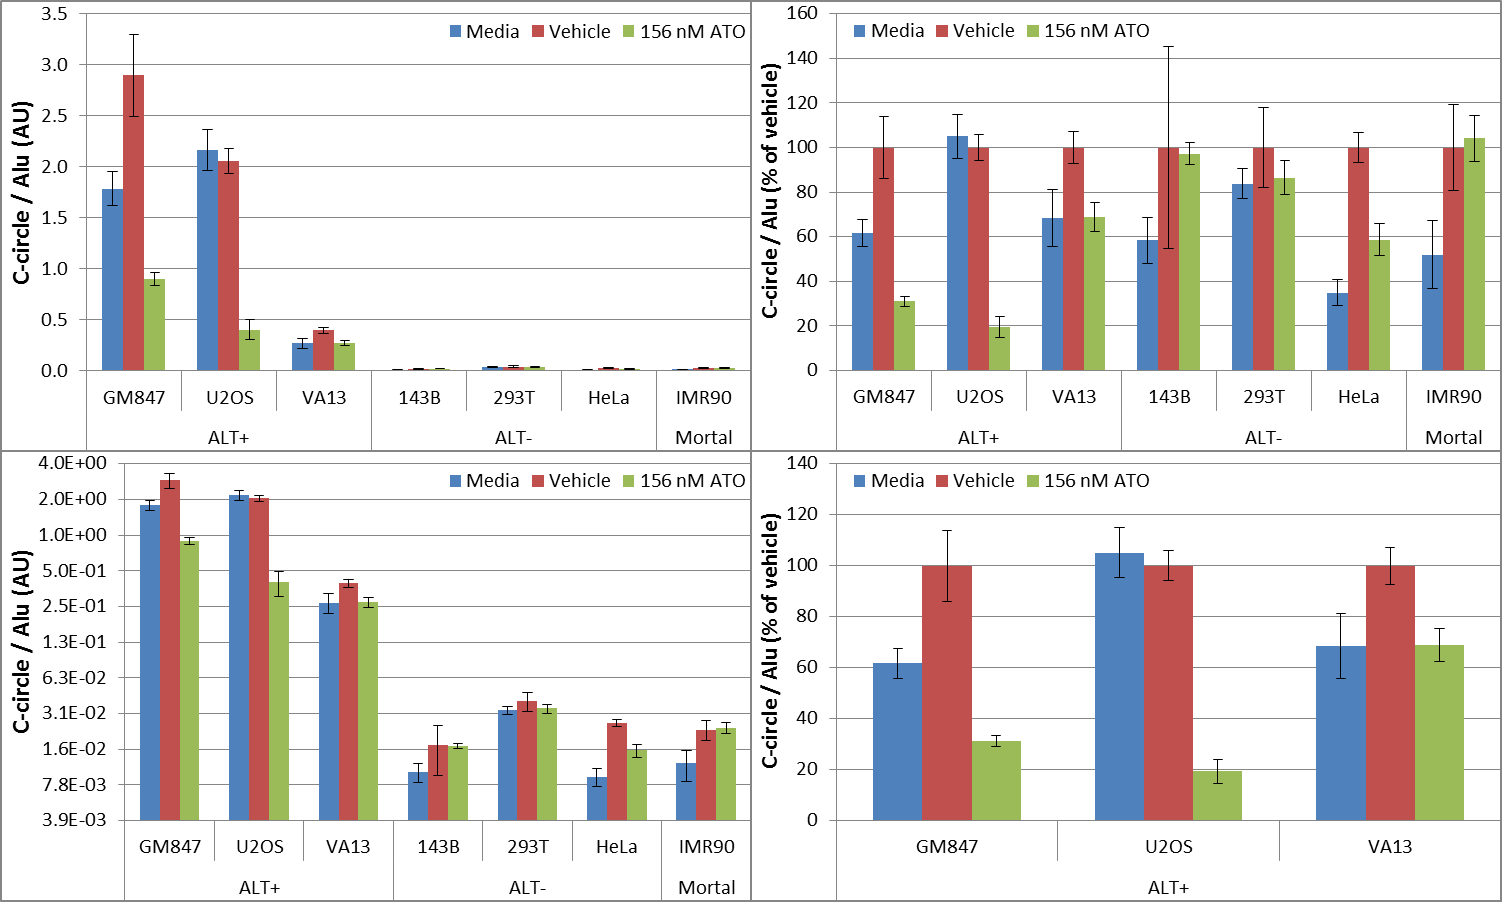 C-circle / Alu (AU)
3.5
3.0
2.5
2.0
1.5
1.0
0.5
0.0
Media Vehicle 156 nM ATO
GM847 U2OS VA13 143B 293T HeLa IMR90
ALT+ ALT- Mortal
C-circle / Alu (% of vehicle)
160
140
120
100
80
60
40
20
0
Media Vehicle 156 nM ATO
GM847 U2OS VA13 143B 293T HeLa IMR90
ALT+ ALT- Mortal
C-circle / Alu (AU)
4.0E+00
2.0E+00
1.0E+00
5.0E-01
2.5E-01
1.3E-01
6.3E-02
3.1E-02
1.6E-02
7.8E-03
3.9E-03
Media Vehicle 156 nM ATO
GM847 U2OS VA13 143B 293T HeLa IMR90
ALT+ ALT- Mortal
C-circle / Alu (% of vehicle)
140
120
100
80
60
40
20
0
Media Vehicle 156 nM ATO
GM847 U2OS VA13
ALT+